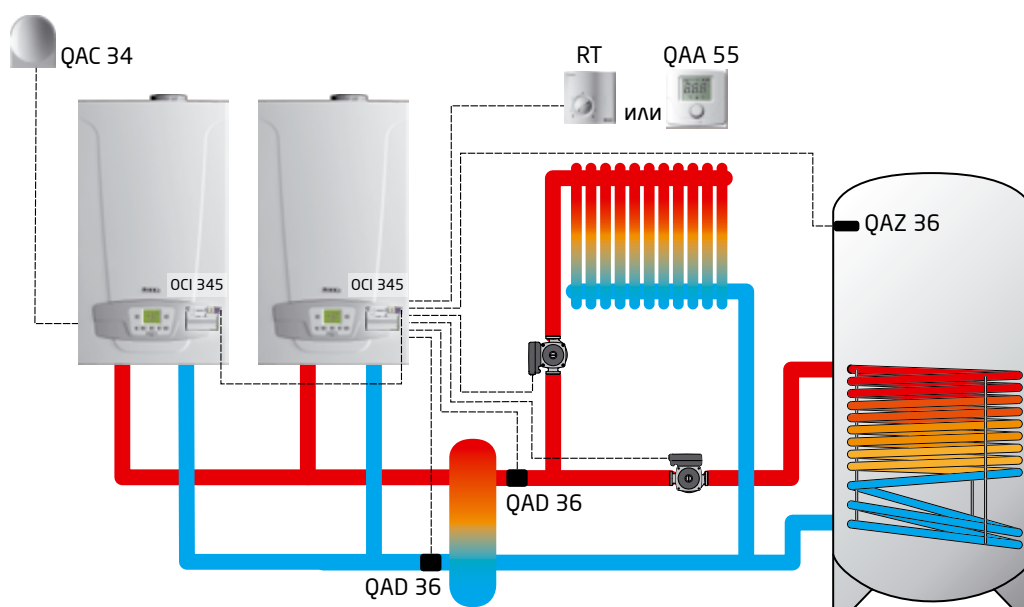 QAC 34
RT
QAA 55
или
QAZ 36
OCI 345
OCI 345
QAD 36
QAD 36